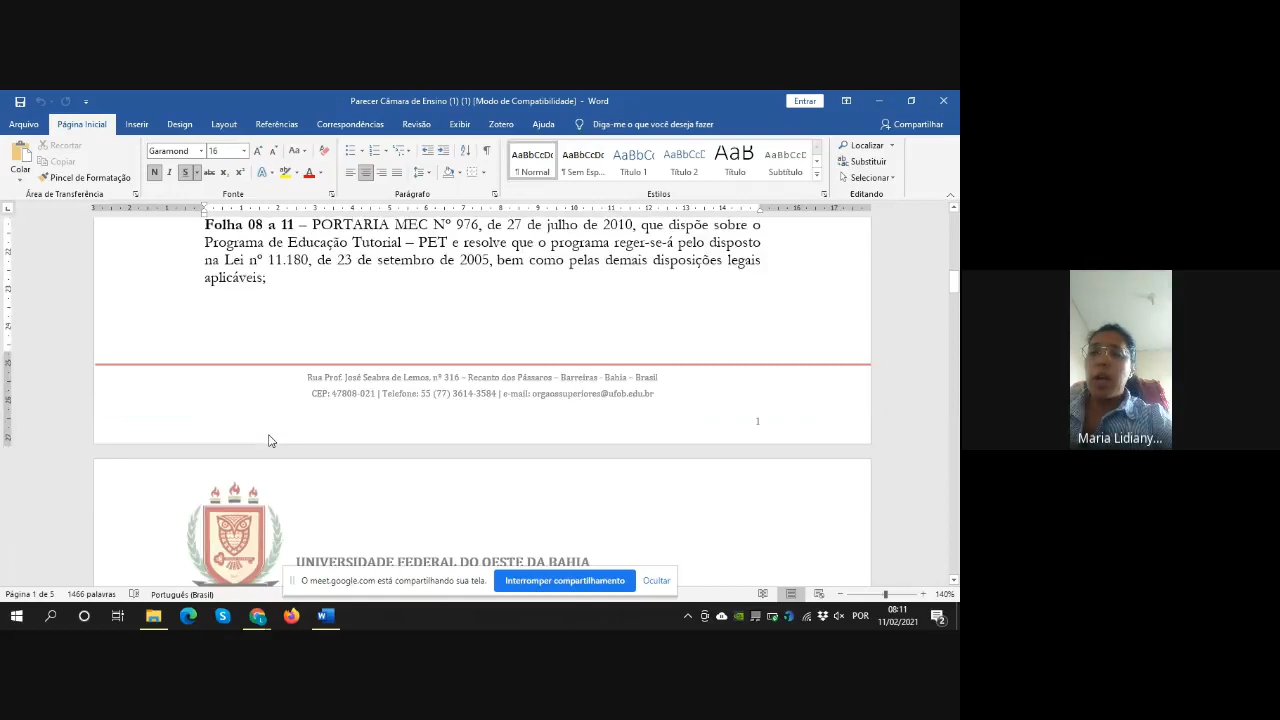 Parecer Câmara de Ensino (1) (1) [Modo de Compatibilidade] - Word
Entrar
Arquivo Página Inicial Inserir Design Layout Referências Correspondências Revisão Exibir Zotero Ajuda Diga-me o que você deseja fazer Compartilhar
Colar
Recortar
Copiar
Pincel de Formatação
Área de Transferência
Garamond 16
N I S abc x₂ x²
Fonte
Parágrafo
AaBbCcDc AaBbCcDc AaBbCc AaBbCcC AaB AaBbCcC
¶ Normal ¶ Sem Esp... Título 1 Título 2 Título Subtítulo
Estilos
Localizar
Substituir
Selecionar
Editando
Folha 08 a 11 – PORTARIA MEC Nº 976, de 27 de julho de 2010, que dispõe sobre o
Programa de Educação Tutorial – PET e resolve que o programa reger-se-á pelo disposto
na Lei nº 11.180, de 23 de setembro de 2005, bem como pelas demais disposições legais
aplicáveis;
Rua Prof. José Seabra de Lemos, nº 316 – Recanto dos Pássaros – Barreiras - Bahia – Brasil
CEP: 47808-021 | Telefone: 55 (77) 3614-3584 | e-mail: orgaossuperiores@ufob.edu.br
1
UNIVERSIDADE FEDERAL DO OESTE DA BAHIA
O meet.google.com está compartilhando sua tela. Interromper compartilhamento Ocultar
Página 1 de 5 1466 palavras Português (Brasil) 140%
POR
08:11
11/02/2021
2
Maria Lidiany...